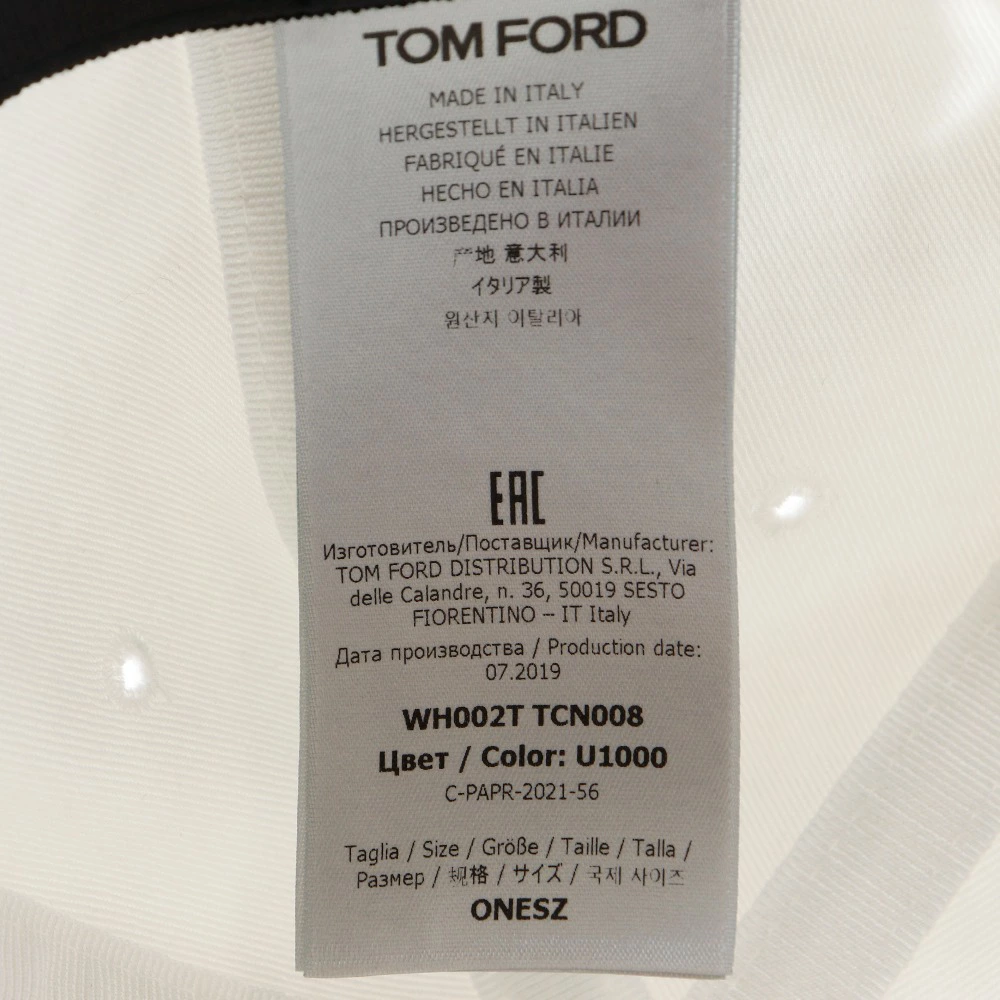 TOM FORD
MADE IN ITALY
HERGESTELLT IN ITALIEN
FABRIQUÉ EN ITALIE
HECHO EN ITALIA
ПРОИЗВЕДЕНО В ИТАЛИИ
产地 意大利
イタリア製
원산지 이탈리아
EAC
Изготовитель/Поставщик/Manufacturer:
TOM FORD DISTRIBUTION S.R.L., Via
delle Calandre, n. 36, 50019 SESTO
FIORENTINO – IT Italy
Дата производства / Production date:
07.2019
WH002T TCN008
Цвет / Color: U1000
C-PAPR-2021-56
Taglia / Size / Größe / Taille / Talla /
Размер / 规格 / サイズ / 국제 사이즈
ONESZ